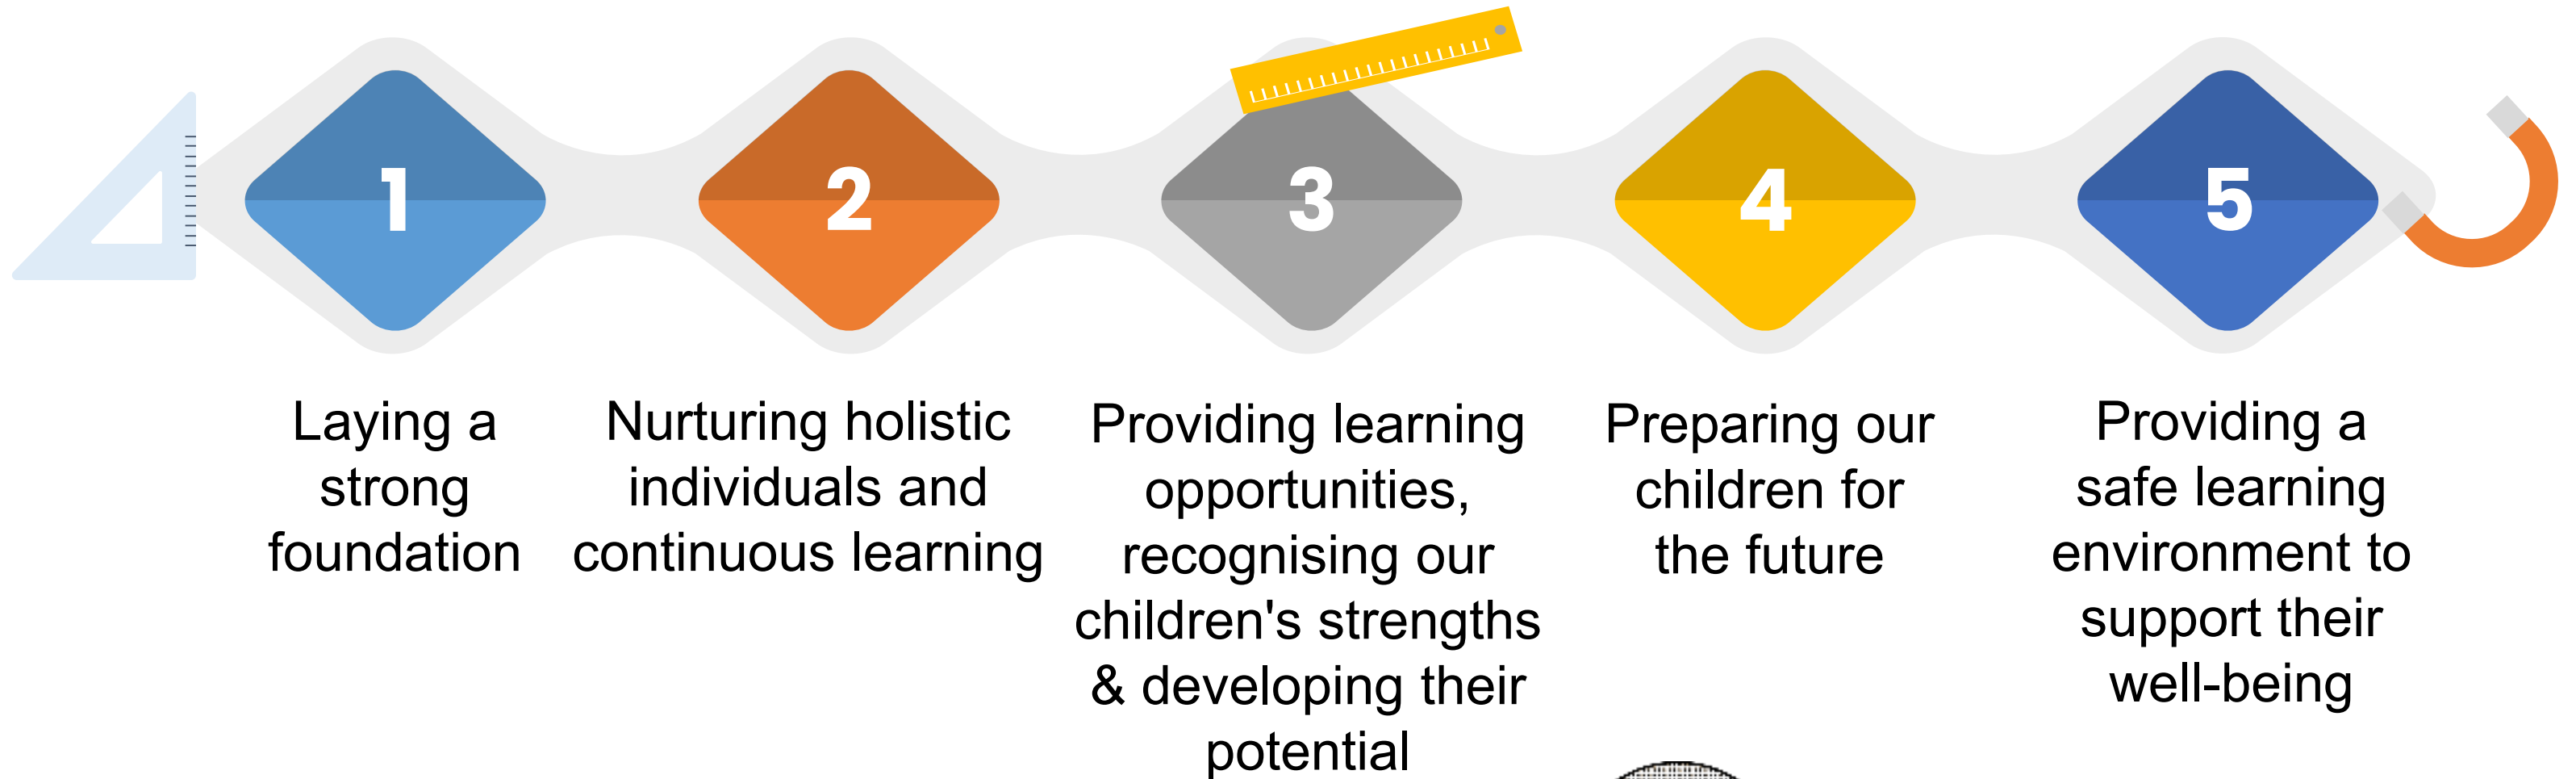 1
2
3
4
5
Laying a
strong
foundation
Nurturing holistic
individuals and
continuous learning
Providing learning
opportunities,
recognising our
children's strengths
& developing their
potential
Preparing our
children for
the future
Providing a
safe learning
environment to
support their
well-being